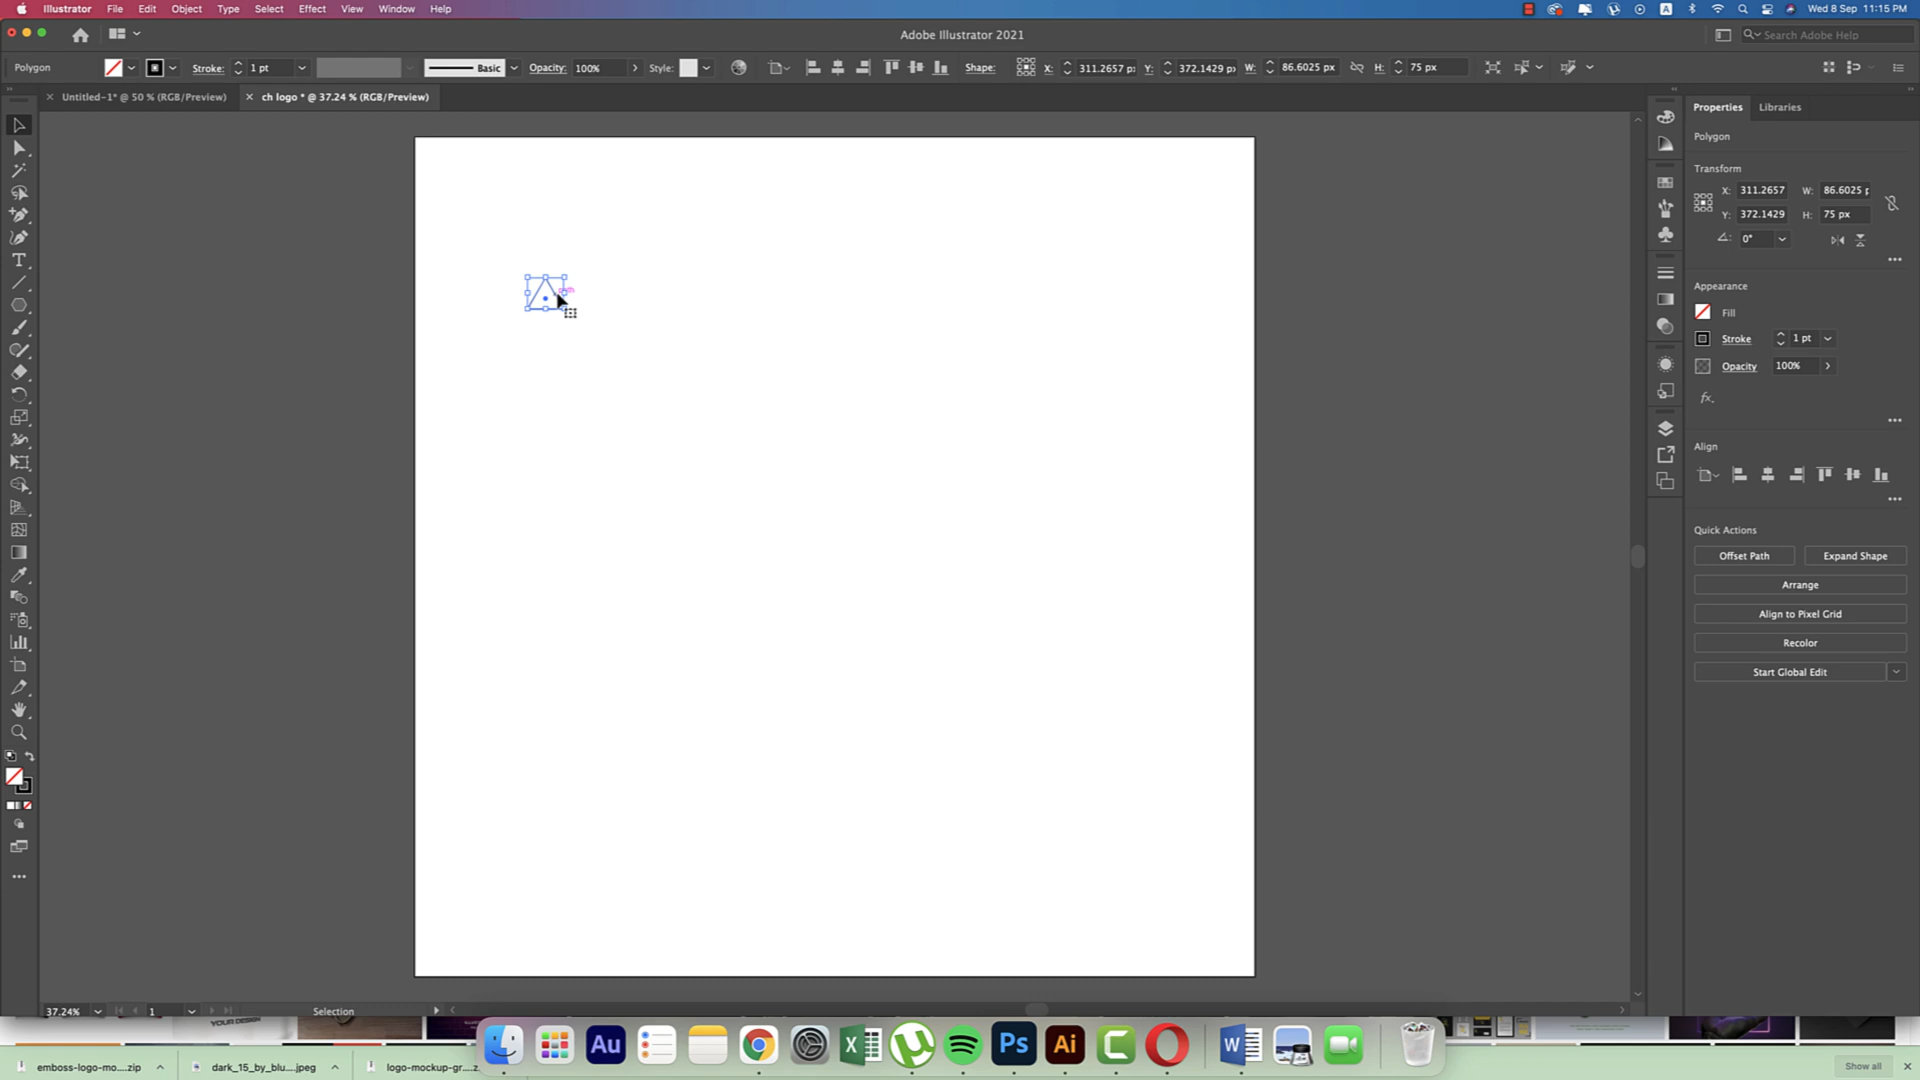 Illustrator File Edit Object Type Select Effect View Window Help
Wed 8 Sep 11:15 PM
Adobe Illustrator 2021
Search Adobe Help
Polygon Stroke: 1 pt Basic Opacity: 100% Style: Shape: X: 311.2657 p: Y: 372.1429 p: W: 86.6025 px H: 75 px
Untitled-1* @ 50 % (RGB/Preview)
ch logo * @ 37.24 % (RGB/Preview)
Properties Libraries
Polygon
Transform
X: 311.2657 W: 86.6025 p
Y: 372.1429 H: 75 px
0°
Appearance
Fill
Stroke 1 pt
Opacity 100%
fx.
Align
Quick Actions
Offset Path Expand Shape
Arrange
Align to Pixel Grid
Recolor
Start Global Edit
37.24% 1 Selection
YOUR DESIGN
Au Ps Ai
emboss-logo-mo....zip
dark_15_by_blu....jpeg
logo-mockup-gr....z
Show all